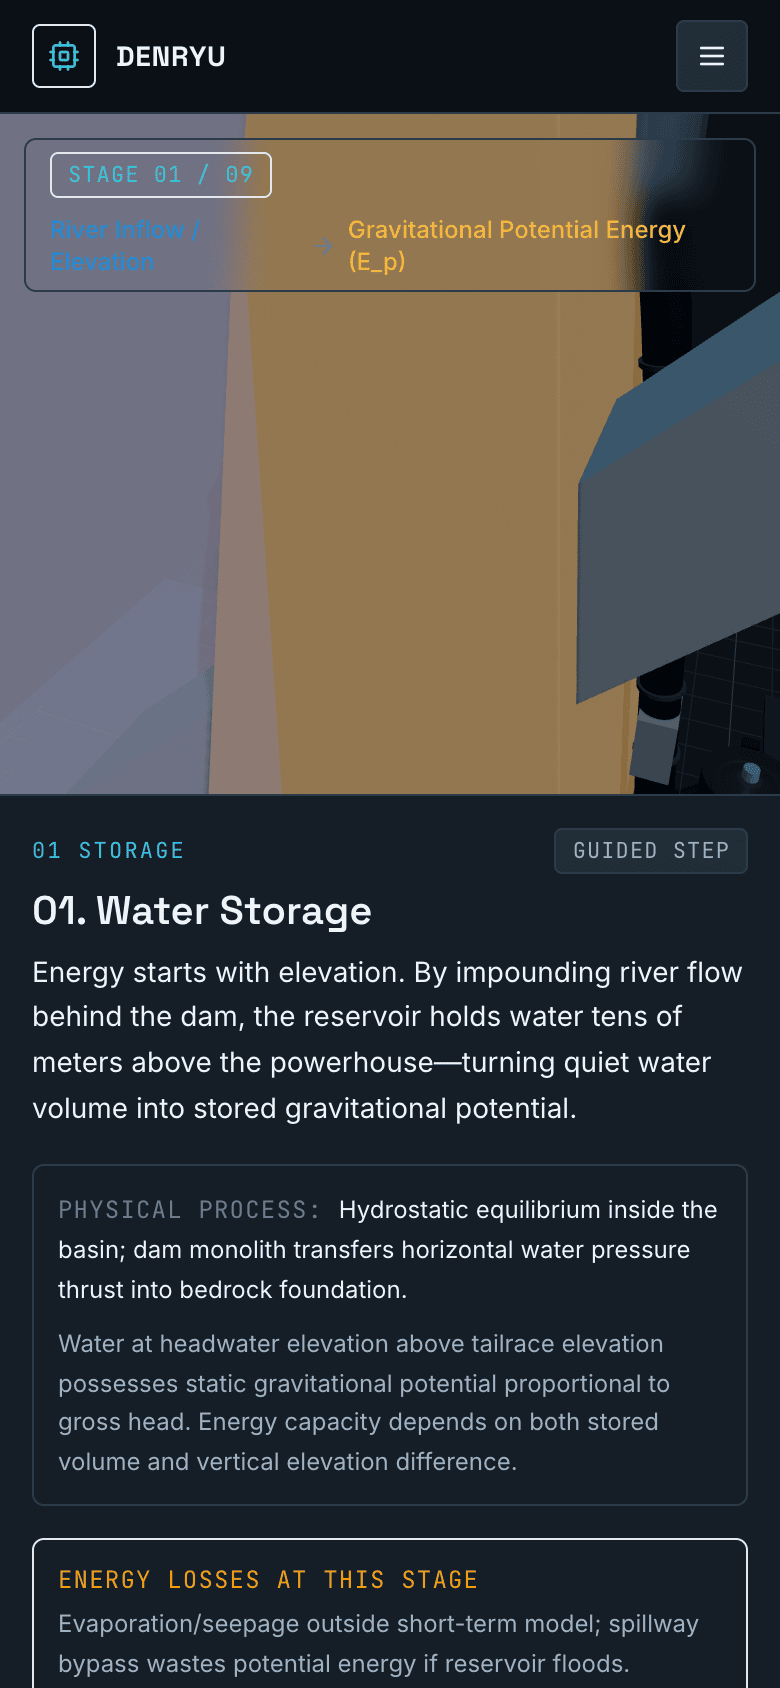 DENRYU
STAGE 01 / 09
River Inflow /
Elevation
→
Gravitational Potential Energy
(E_p)
01 STORAGE
GUIDED STEP
01. Water Storage
Energy starts with elevation. By impounding river flow
behind the dam, the reservoir holds water tens of
meters above the powerhouse—turning quiet water
volume into stored gravitational potential.
PHYSICAL PROCESS: Hydrostatic equilibrium inside the
basin; dam monolith transfers horizontal water pressure
thrust into bedrock foundation.
Water at headwater elevation above tailrace elevation
possesses static gravitational potential proportional to
gross head. Energy capacity depends on both stored
volume and vertical elevation difference.
ENERGY LOSSES AT THIS STAGE
Evaporation/seepage outside short-term model; spillway
bypass wastes potential energy if reservoir floods.